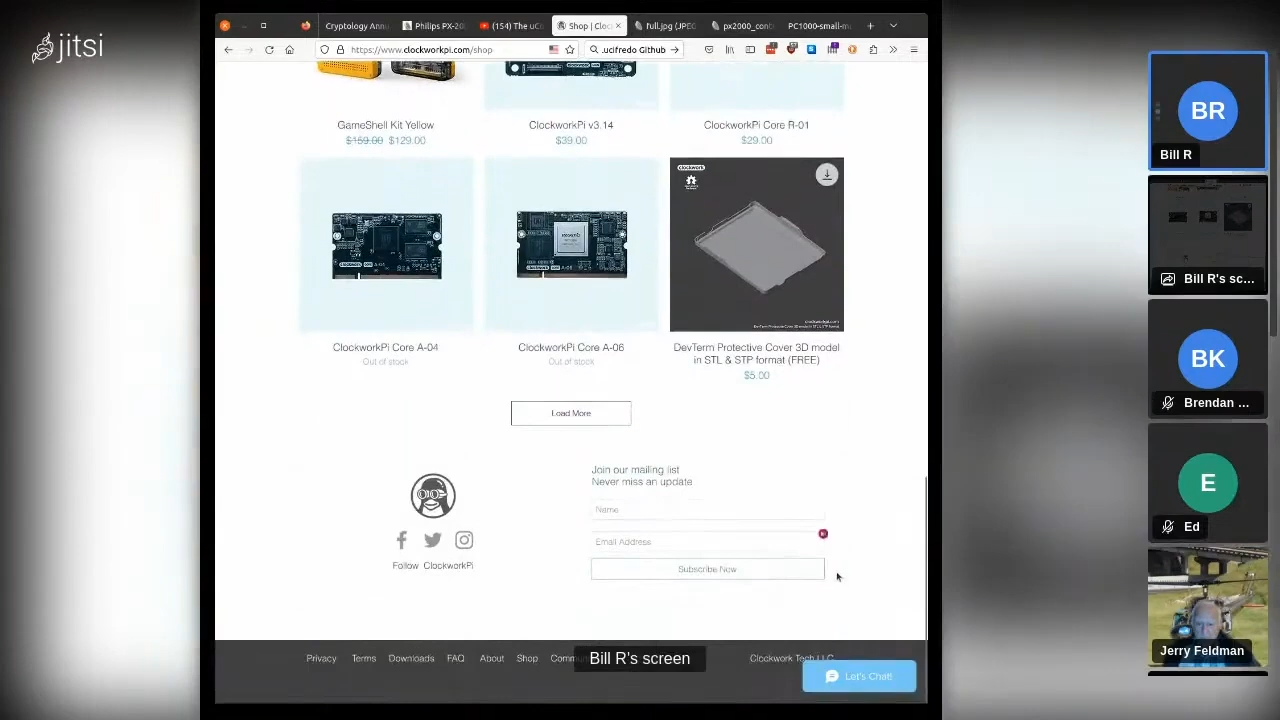 jitsi
Cryptology Ann
Philips PX-20
(154) The uC
Shop | Cloc
full.jpg (JPEG
px2000_cont
PC1000-small-m
https://www.clockworkpi.com/shop
.ucifredo Github
GameShell Kit Yellow
$159.00 $129.00
ClockworkPi v3.14
$39.00
ClockworkPi Core R-01
$29.00
clockwork
ClockworkPi Core A-04
Out of stock
ClockworkPi Core A-06
Out of stock
DevTerm Protective Cover 3D model
in STL & STP format (FREE)
$5.00
Load More
Join our mailing list
Never miss an update
Name
Email Address
Subscribe Now
Follow ClockworkPi
Privacy
Terms
Downloads
FAQ
About
Shop
Comm
Clockwork Tech LLC
Bill R's screen
Let's Chat!
BR
Bill R
Bill R's sc...
BK
Brendan ...
E
Ed
Jerry Feldman